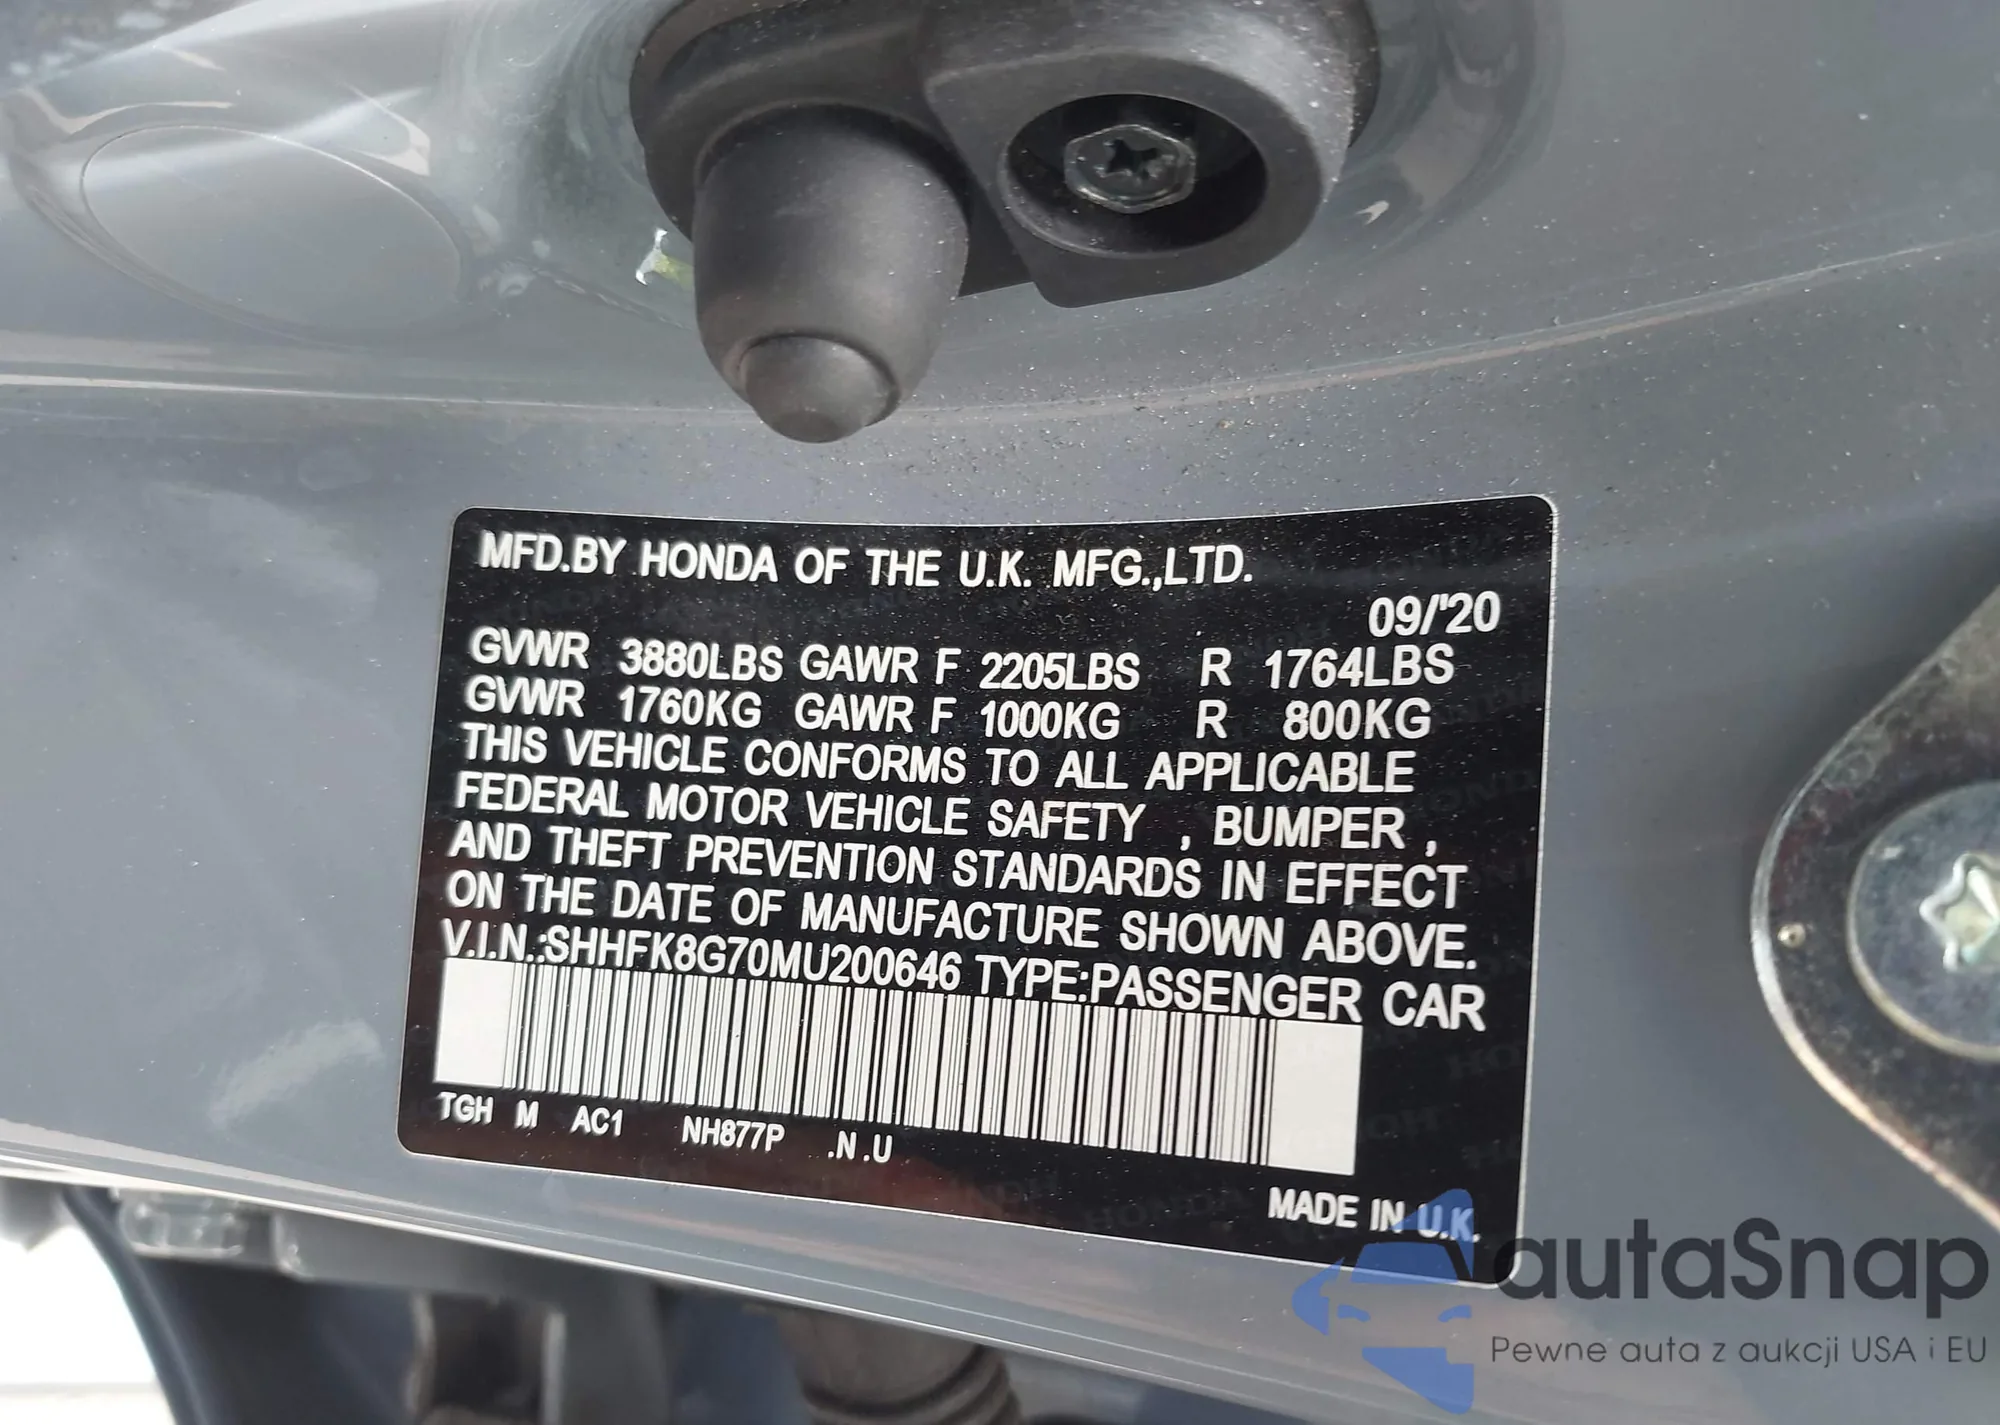 MFD.BY HONDA OF THE U.K. MFG.,LTD.
09/'20
GVWR 3880LBS GAWR F 2205LBS R 1764LBS
GVWR 1760KG GAWR F 1000KG R 800KG
THIS VEHICLE CONFORMS TO ALL APPLICABLE
FEDERAL MOTOR VEHICLE SAFETY , BUMPER ,
AND THEFT PREVENTION STANDARDS IN EFFECT
ON THE DATE OF MANUFACTURE SHOWN ABOVE.
V.I.N.:SHHFK8G70MU200646 TYPE:PASSENGER CAR
TGH M AC1 NH877P .N .U
MADE IN U.K.
autaSnap
Pewne auta z aukcji USA i EU